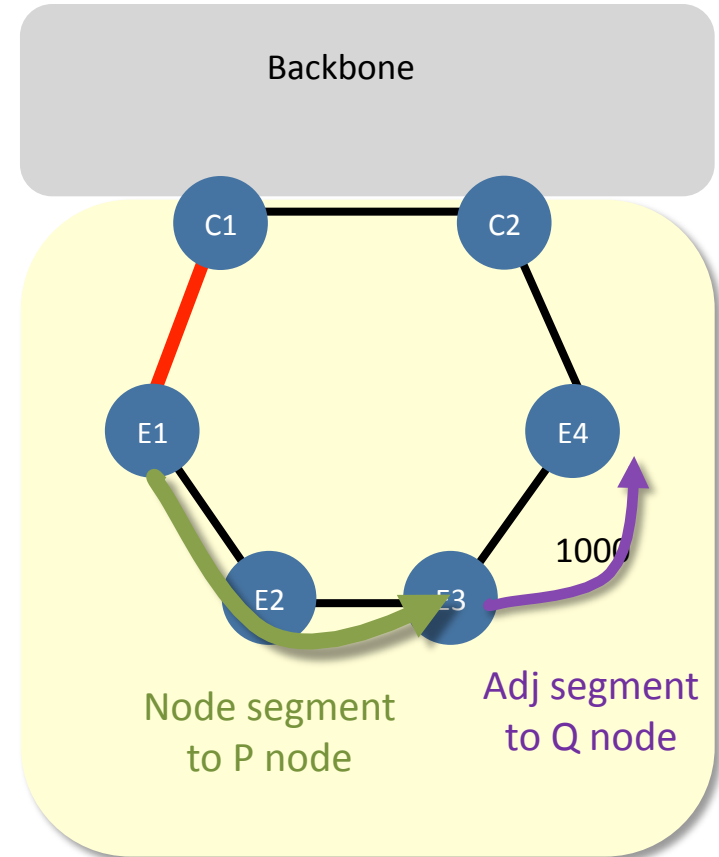 Backbone
C1
C2
E1
E4
1000
E2
E3
Node segment
to P node
Adj segment
to Q node